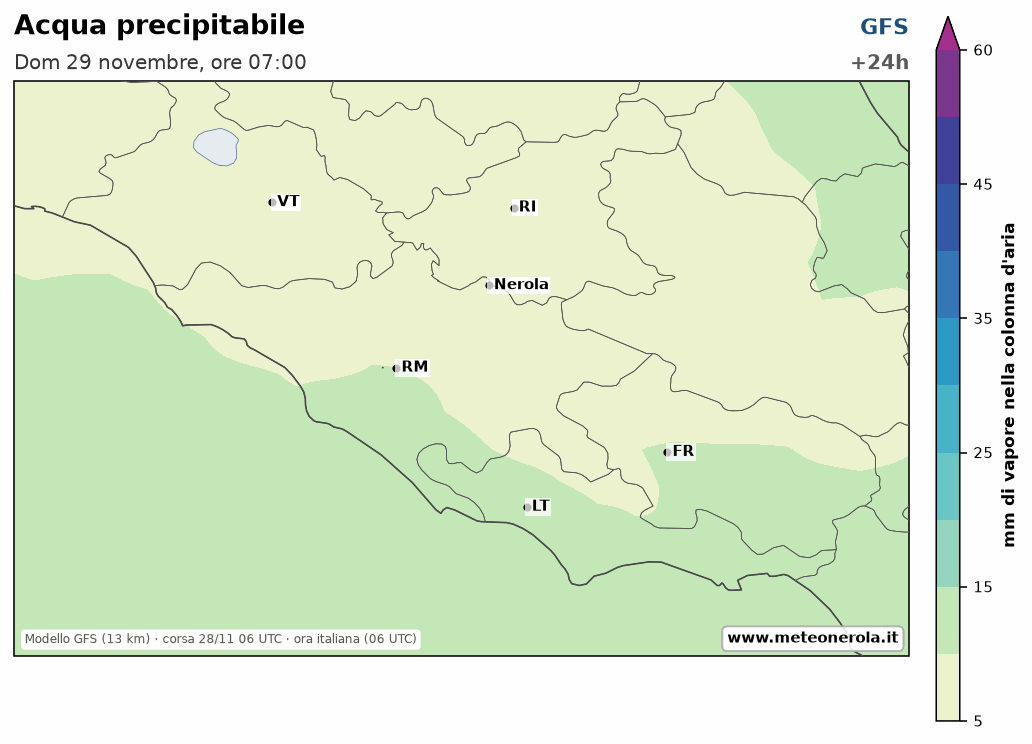 Acqua precipitabile
GFS
Dom 29 novembre, ore 07:00
+24h
60
45
35
25
15
5
mm di vapore nella colonna d'aria
VT
RI
Nerola
RM
FR
LT
Modello GFS (13 km) · corsa 28/11 06 UTC · ora italiana (06 UTC)
www.meteonerola.it